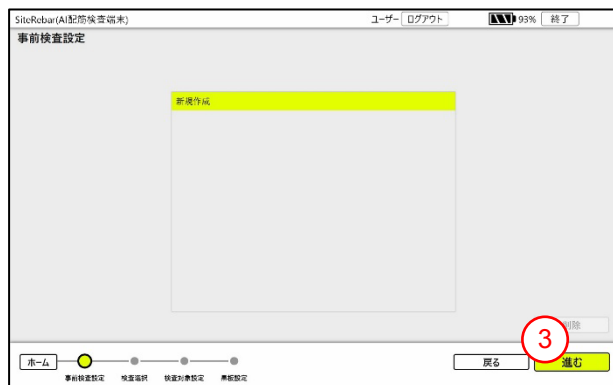 SiteRebar(AI配筋検査端末)
ユーザー ログアウト 93% 終了
事前検査設定
新規作成
削除
3
ホーム 戻る 進む
事前検査設定 検査選択 検査対象設定 黒板設定